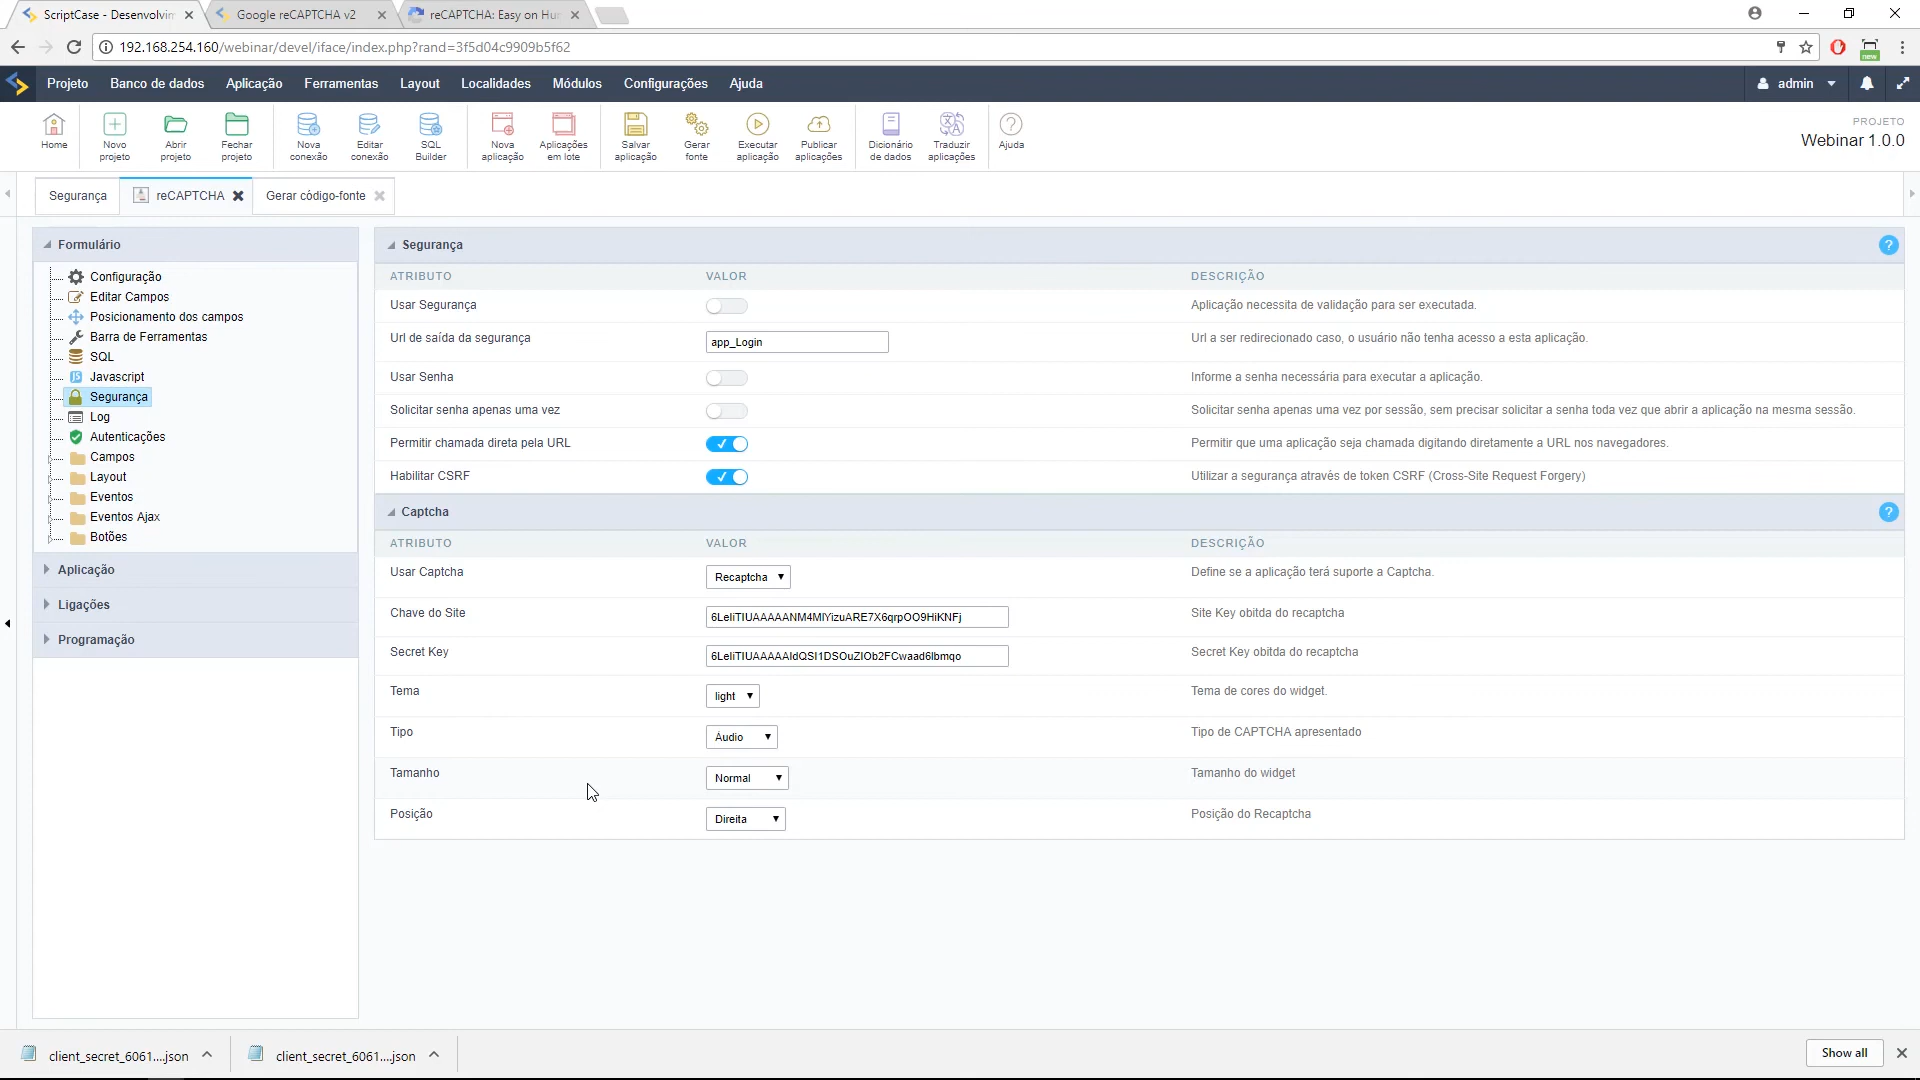 ScriptCase - Desenvolvim
Google reCAPTCHA v2
reCAPTCHA: Easy on Hu
192.168.254.160/webinar/devel/iface/index.php?rand=3f5d04c9909b5f62
new
Projeto Banco de dados Aplicação Ferramentas Layout Localidades Módulos Configurações Ajuda
admin
Home
Novo projeto
Abrir projeto
Fechar projeto
Nova conexão
Editar conexão
SQL Builder
Nova aplicação
Aplicações em lote
Salvar aplicação
Gerar fonte
Executar aplicação
Publicar aplicações
Dicionário de dados
Traduzir aplicações
Ajuda
PROJETO
Webinar 1.0.0
Segurança
reCAPTCHA
Gerar código-fonte
Formulário
Configuração
Editar Campos
Posicionamento dos campos
Barra de Ferramentas
SQL
Javascript
Segurança
Log
Autenticações
Campos
Layout
Eventos
Eventos Ajax
Botões
Aplicação
Ligações
Programação
Segurança
ATRIBUTO VALOR DESCRIÇÃO
Usar Segurança Aplicação necessita de validação para ser executada.
Url de saída da segurança app_Login Url a ser redirecionado caso, o usuário não tenha acesso a esta aplicação.
Usar Senha Informe a senha necessária para executar a aplicação.
Solicitar senha apenas uma vez Solicitar senha apenas uma vez por sessão, sem precisar solicitar a senha toda vez que abrir a aplicação na mesma sessão.
Permitir chamada direta pela URL Permitir que uma aplicação seja chamada digitando diretamente a URL nos navegadores.
Habilitar CSRF Utilizar a segurança através de token CSRF (Cross-Site Request Forgery)
Captcha
ATRIBUTO VALOR DESCRIÇÃO
Usar Captcha Recaptcha Define se a aplicação terá suporte a Captcha.
Chave do Site Site Key obitda do recaptcha
Secret Key Secret Key obitda do recaptcha
Tema light Tema de cores do widget.
Tipo Áudio Tipo de CAPTCHA apresentado
Tamanho Normal Tamanho do widget
Posição Direita Posição do Recaptcha
client_secret_6061....json
client_secret_6061....json
Show all